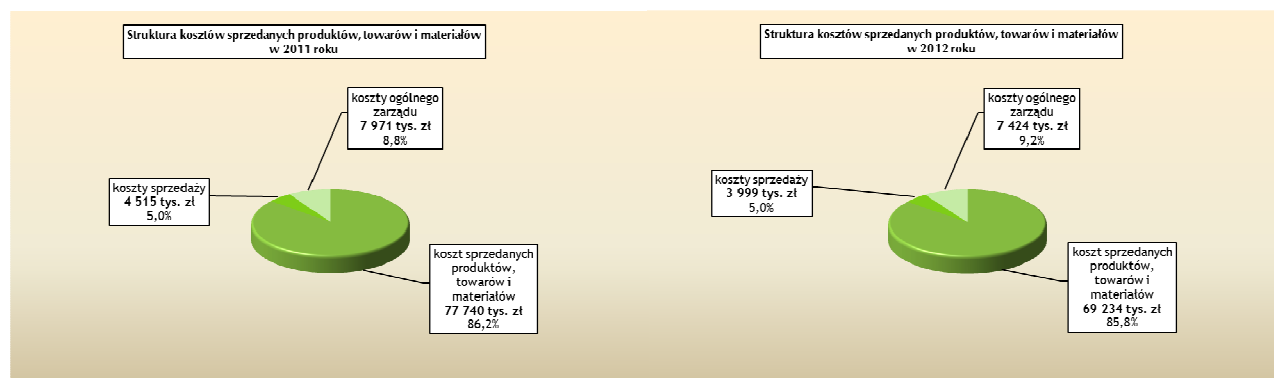 Struktura kosztów sprzedanych produktów, towarów i materiałów
w 2011 roku
koszty ogólnego
zarządu
7 971 tys. zł
8,8%
koszty sprzedaży
4 515 tys. zł
5,0%
koszt sprzedanych
produktów,
towarów i
materiałów
77 740 tys. zł
86,2%
Struktura kosztów sprzedanych produktów, towarów i materiałów
w 2012 roku
koszty ogólnego
zarządu
7 424 tys. zł
9,2%
koszty sprzedaży
3 999 tys. zł
5,0%
koszt sprzedanych
produktów,
towarów i
materiałów
69 234 tys. zł
85,8%